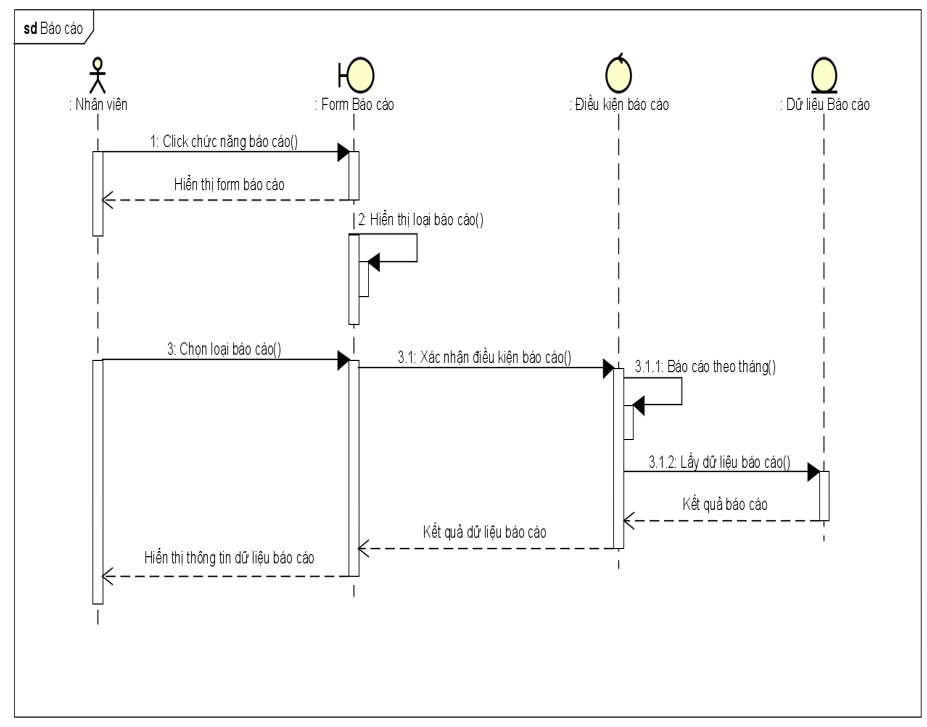 sd Báo cáo
: Nhân viên
: Form Báo cáo
: Điều kiện báo cáo
: Dữ liệu Báo cáo
1: Click chức năng báo cáo()
Hiển thị form báo cáo
2: Hiển thị loại báo cáo()
3: Chọn loại báo cáo()
3.1: Xác nhận điều kiện báo cáo()
3.1.1: Báo cáo theo tháng()
3.1.2: Lấy dữ liệu báo cáo()
Kết quả báo cáo
Kết quả dữ liệu báo cáo
Hiển thị thông tin dữ liệu báo cáo